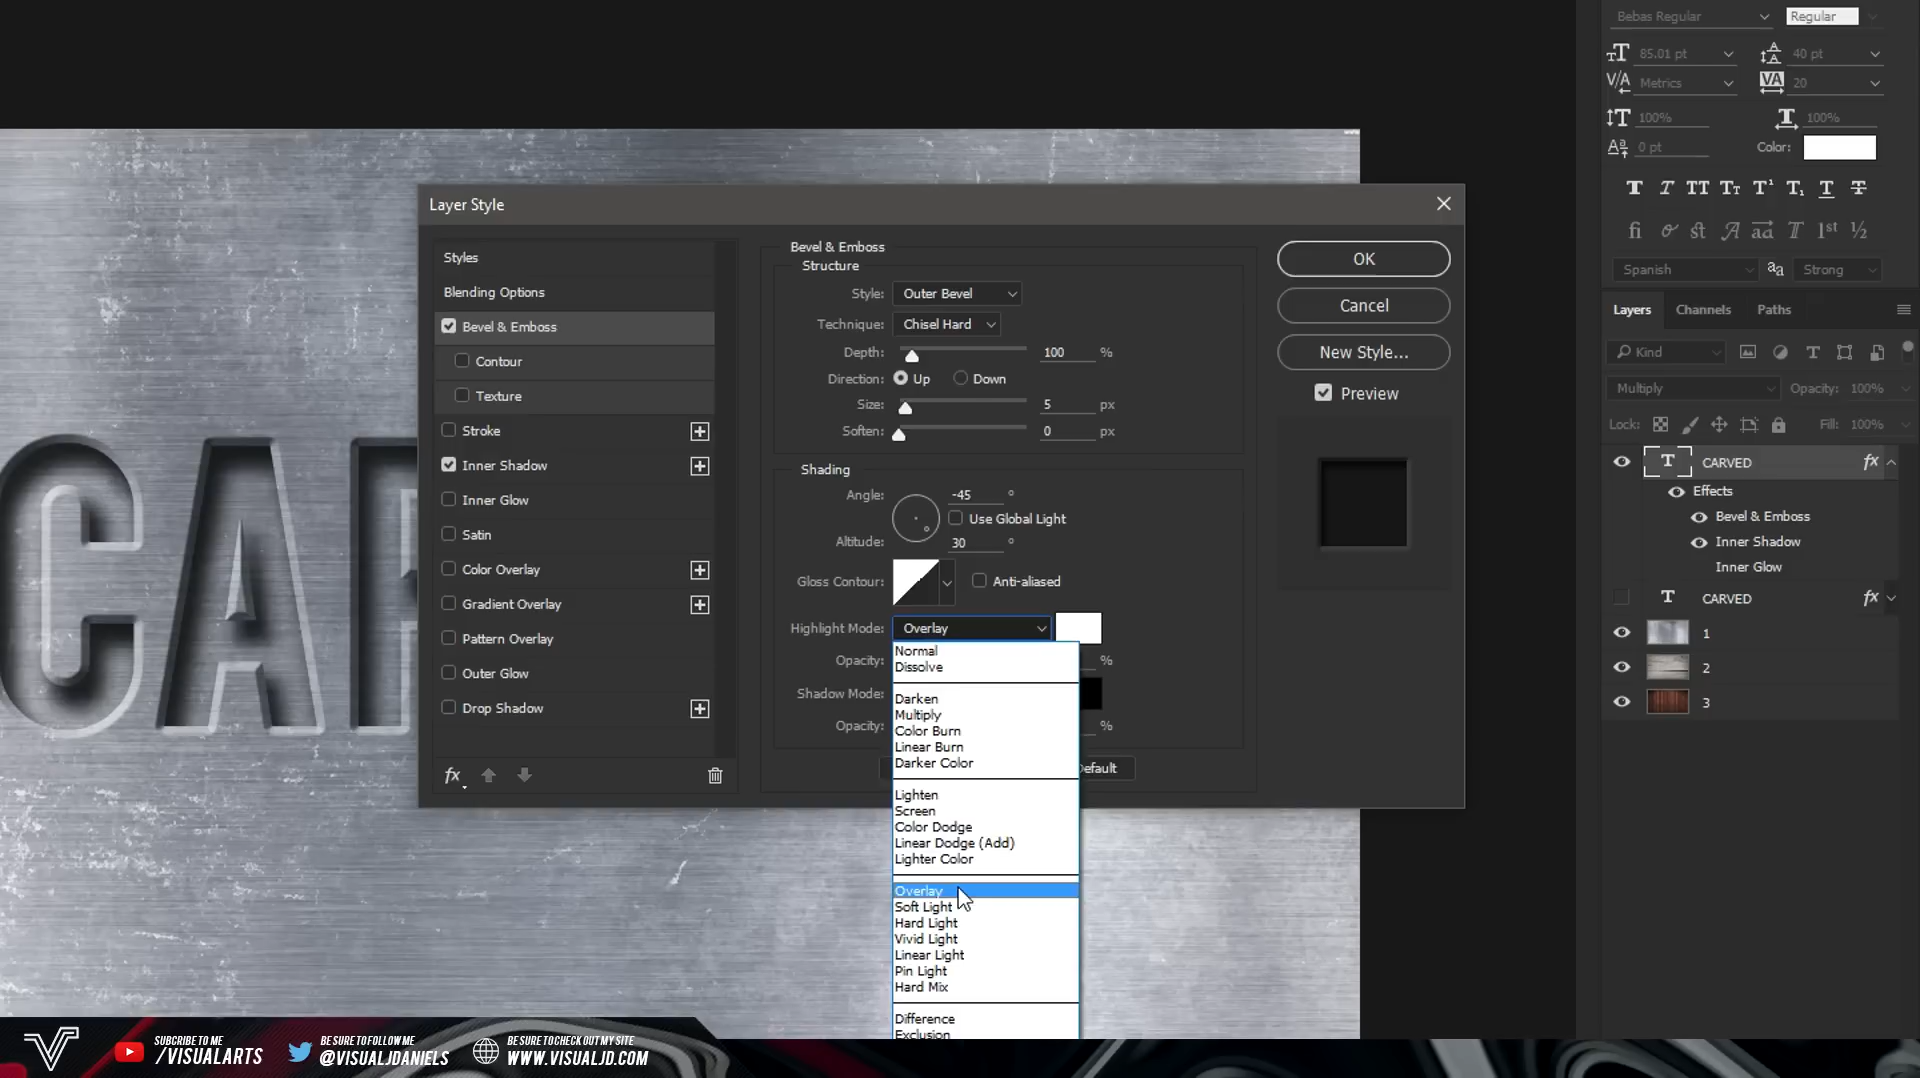 Bebas Regular
Regular
85.01 pt
40 pt
Metrics
20
100%
100%
0 pt
Color:
Spanish
Strong
Layers
Channels
Paths
Kind
Multiply
Opacity: 100%
Lock:
Fill: 100%
CARVED
fx
Effects
Bevel & Emboss
Inner Shadow
Inner Glow
CARVED
fx
1
2
3
Layer Style
Styles
Blending Options
Bevel & Emboss
Contour
Texture
Stroke
Inner Shadow
Inner Glow
Satin
Color Overlay
Gradient Overlay
Pattern Overlay
Outer Glow
Drop Shadow
fx
Bevel & Emboss
Structure
Style: Outer Bevel
Technique: Chisel Hard
Depth: 100 %
Direction: Up Down
Size: 5 px
Soften: 0 px
Shading
Angle: -45 °
Use Global Light
Altitude: 30 °
Gloss Contour: Anti-aliased
Highlight Mode: Overlay
Opacity: %
Shadow Mode:
Opacity: %
Default
Normal
Dissolve
Darken
Multiply
Color Burn
Linear Burn
Darker Color
Lighten
Screen
Color Dodge
Linear Dodge (Add)
Lighter Color
Overlay
Soft Light
Hard Light
Vivid Light
Linear Light
Pin Light
Hard Mix
Difference
Exclusion
OK
Cancel
New Style...
Preview
CAR
SUBCRIBE TO ME
/VISUALARTS
BE SURE TO FOLLOW ME
@VISUALJDANIELS
BE SURE TO CHECK OUT MY SITE
WWW.VISUALJD.COM